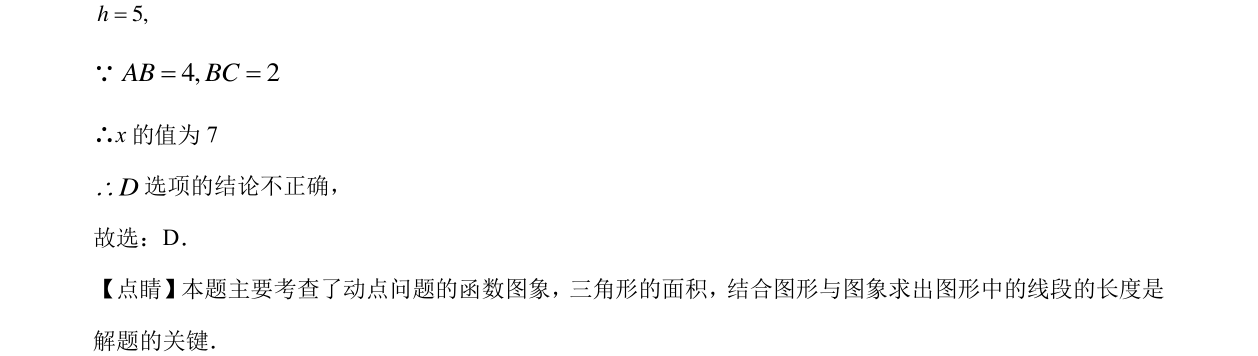 h = 5,
∵ AB = 4, BC = 2
∴x 的值为 7
∴D 选项的结论不正确，
故选：D．
【点睛】本题主要考查了动点问题的函数图象，三角形的面积，结合图形与图象求出图形中的线段的长度是
解题的关键．